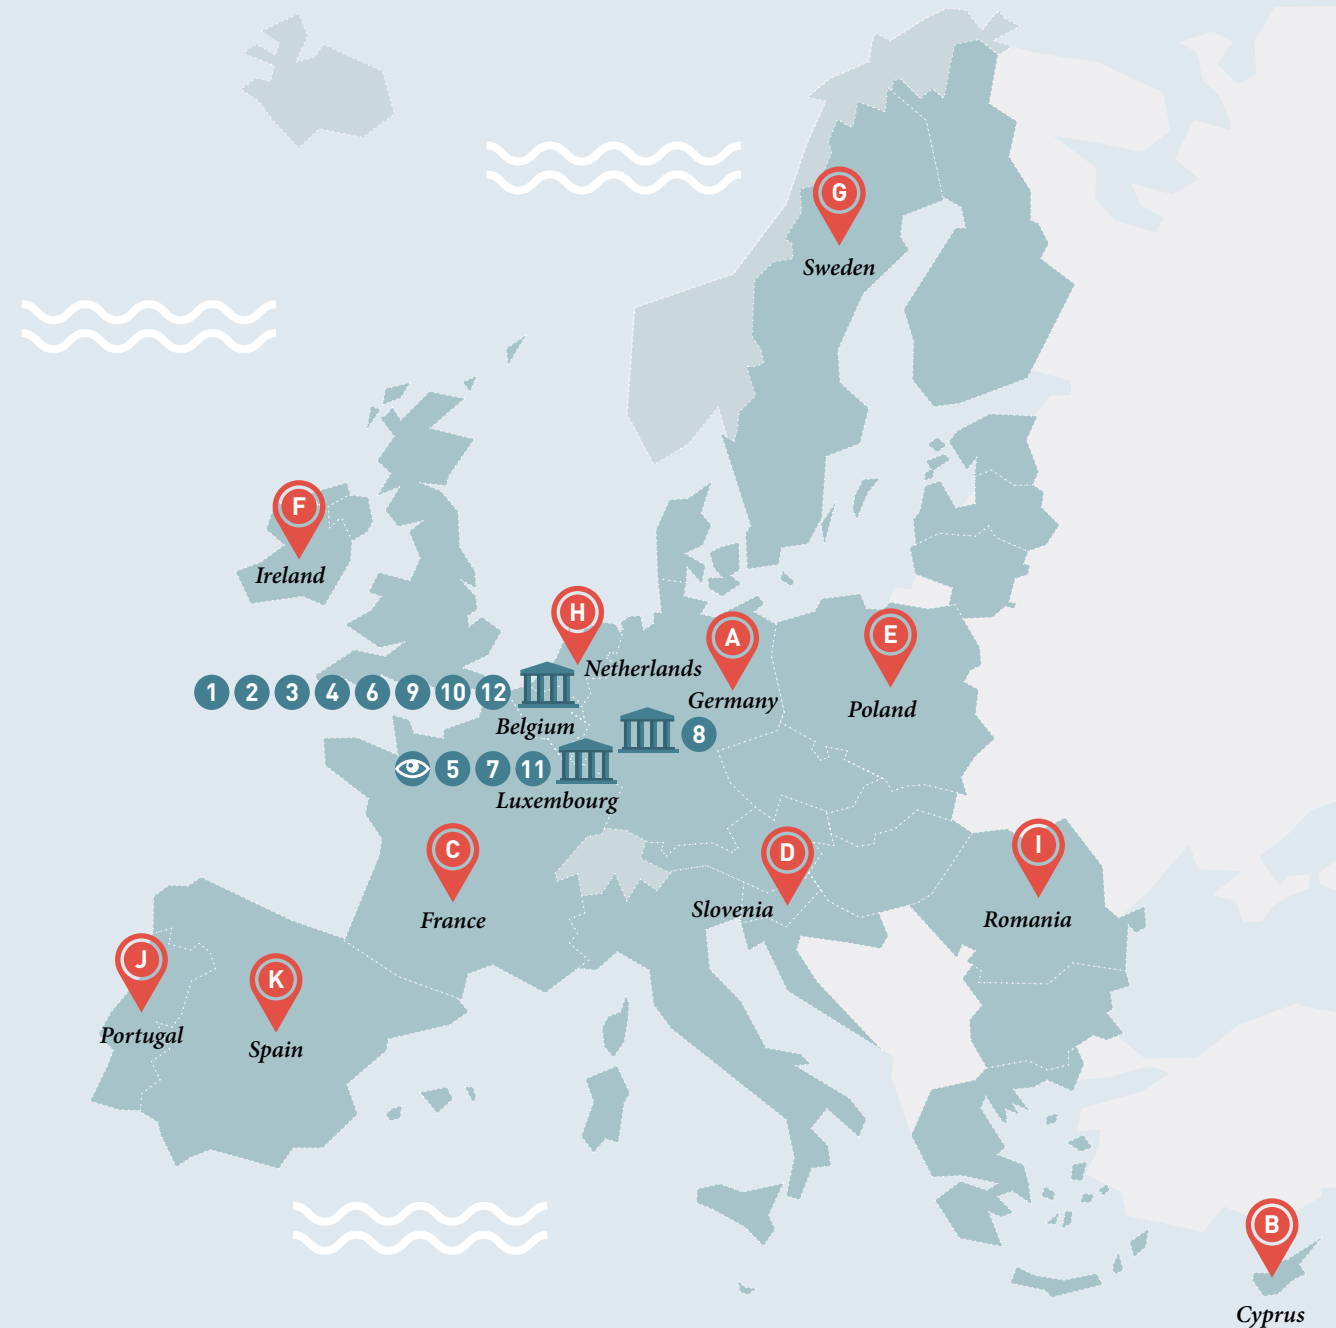 G
Sweden
F
Ireland
H
Netherlands
A
Germany
E
Poland
1 2 3 4 6 9 10 12
Belgium
8
5 7 11
Luxembourg
C
France
D
Slovenia
I
Romania
J
Portugal
K
Spain
B
Cyprus